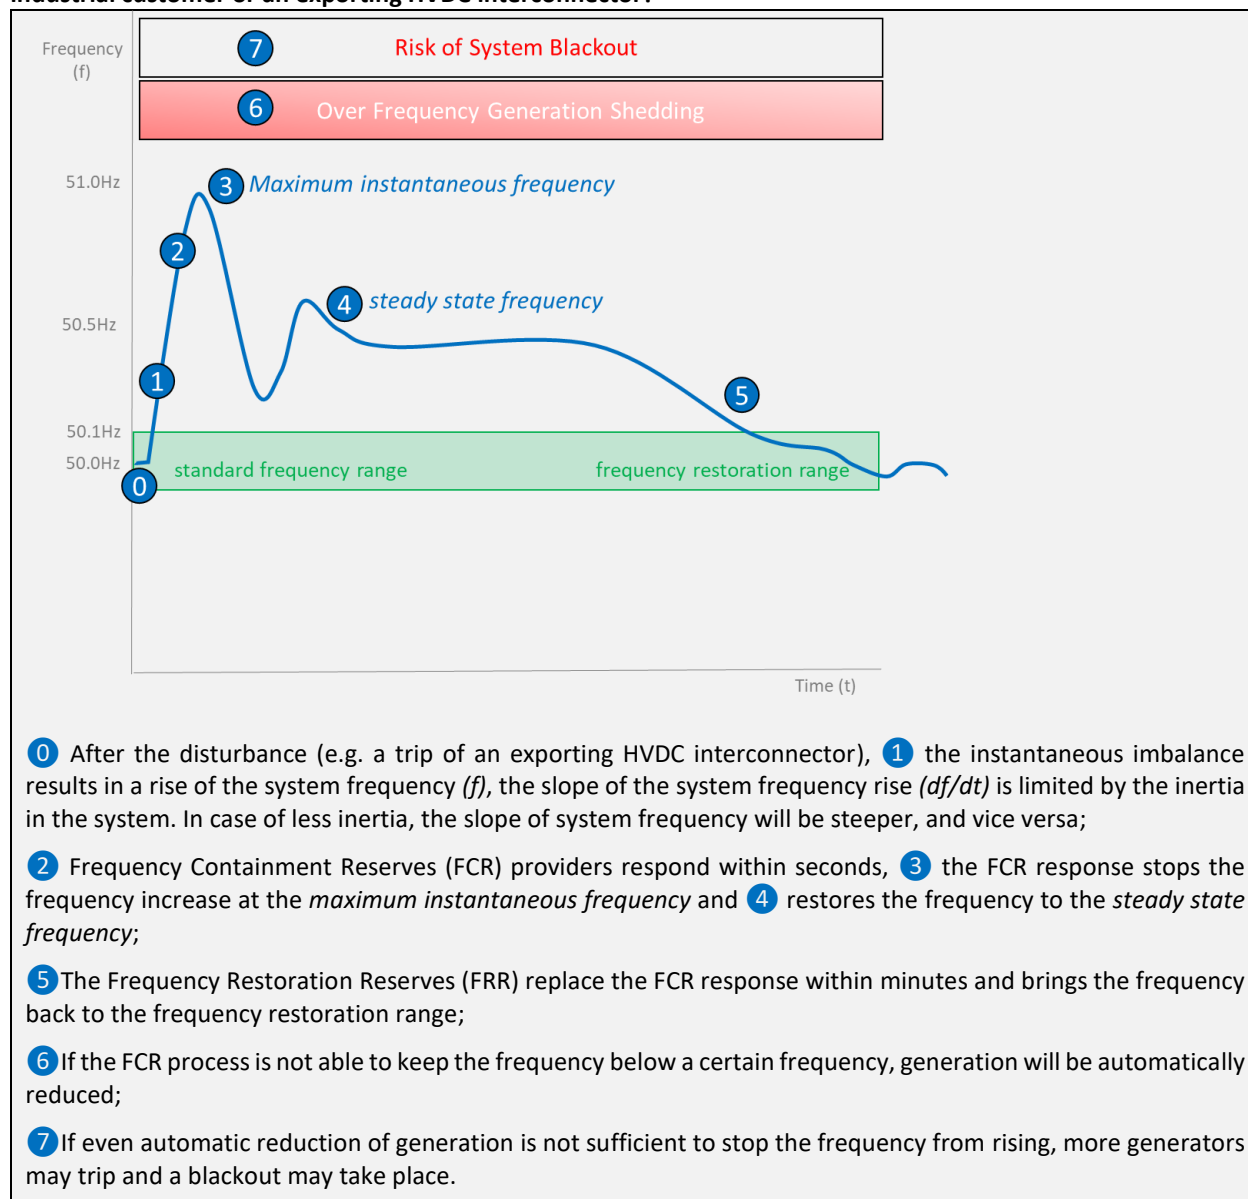 industrial customer or an exporting HVDC interconnector.
Frequency
(f)
7 Risk of System Blackout
6 Over Frequency Generation Shedding
51.0Hz
3 Maximum instantaneous frequency
2
4 steady state frequency
50.5Hz
1
5
50.1Hz
50.0Hz
standard frequency range
frequency restoration range
0
Time (t)
0 After the disturbance (e.g. a trip of an exporting HVDC interconnector), 1 the instantaneous imbalance
results in a rise of the system frequency (f), the slope of the system frequency rise (df/dt) is limited by the inertia
in the system. In case of less inertia, the slope of system frequency will be steeper, and vice versa;
2 Frequency Containment Reserves (FCR) providers respond within seconds, 3 the FCR response stops the
frequency increase at the maximum instantaneous frequency and 4 restores the frequency to the steady state
frequency;
5 The Frequency Restoration Reserves (FRR) replace the FCR response within minutes and brings the frequency
back to the frequency restoration range;
6 If the FCR process is not able to keep the frequency below a certain frequency, generation will be automatically
reduced;
7 If even automatic reduction of generation is not sufficient to stop the frequency from rising, more generators
may trip and a blackout may take place.